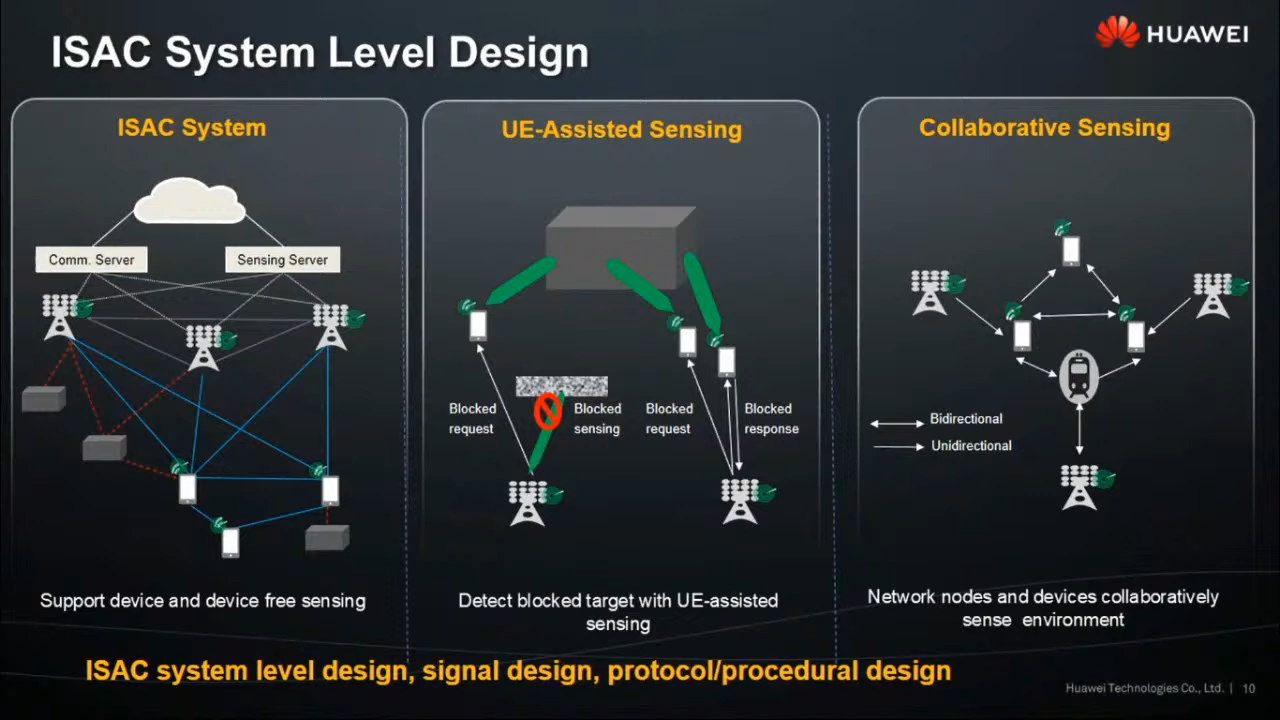 ISAC System Level Design
HUAWEI
ISAC System
Comm. Server
Sensing Server
Support device and device free sensing
UE-Assisted Sensing
Blocked
request
Blocked
sensing
Blocked
request
Blocked
response
Detect blocked target with UE-assisted
sensing
Collaborative Sensing
Bidirectional
Unidirectional
Network nodes and devices collaboratively
sense environment
ISAC system level design, signal design, protocol/procedural design
Huawei Technologies Co., Ltd. | 10